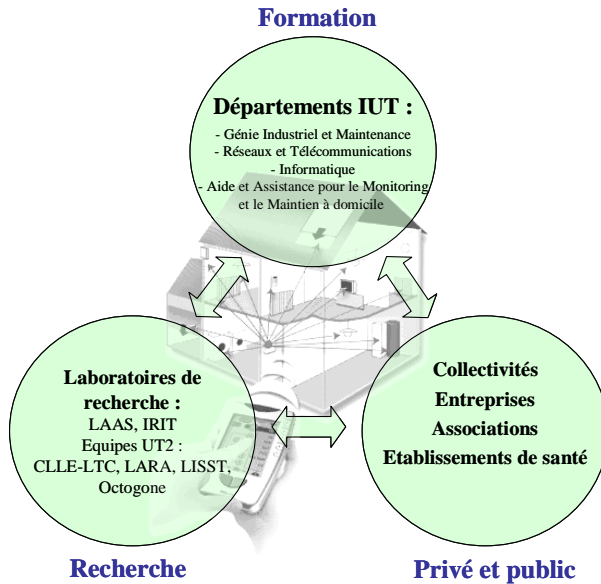 Formation
Départements IUT :
- Génie Industriel et Maintenance
- Réseaux et Télécommunications
- Informatique
- Aide et Assistance pour le Monitoring
et le Maintien à domicile
Laboratoires de
recherche :
LAAS, IRIT
Equipes UT2 :
CLLE-LTC, LARA, LISST,
Octogone
Collectivités
Entreprises
Associations
Etablissements de santé
Recherche
Privé et public